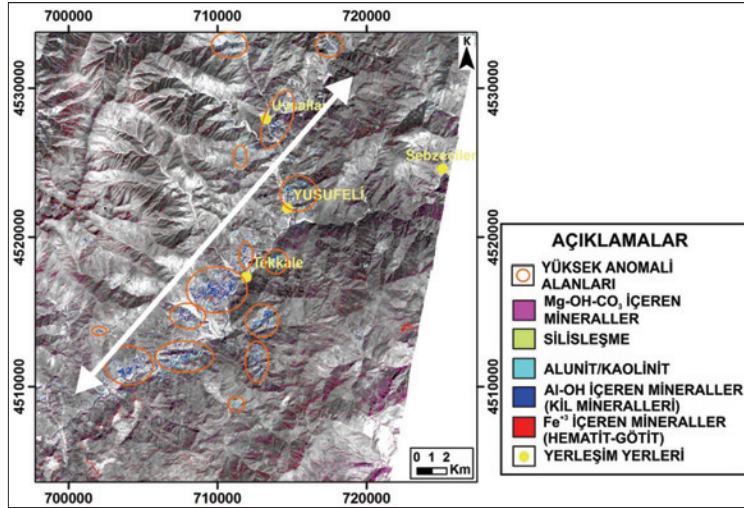 700000
710000
720000
4530000
4520000
4510000
4530000
4520000
4510000
K
Uysallar
Sebzeciler
YUSUFELİ
Tekkale
0 1 2
Km
700000
710000
720000
AÇIKLAMALAR
YÜKSEK ANOMALİ
ALANLARI
Mg-OH-CO₃ İÇEREN
MİNERALLER
SİLİSLEŞME
ALUNİT/KAOLİNİT
Al-OH İÇEREN MİNERALLER
(KİL MİNERALLERİ)
Fe⁺³ İÇEREN MİNERALLER
(HEMATİT-GÖTİT)
YERLEŞİM YERLERİ